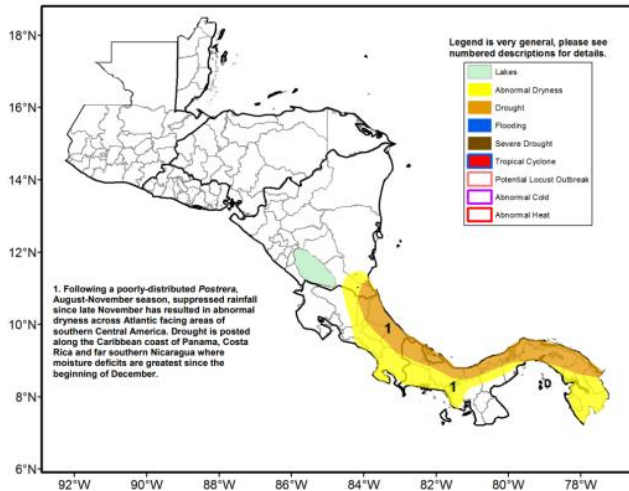 18°N
16°N
14°N
12°N
10°N
8°N
6°N
Legend is very general, please see
numbered descriptions for details.
Lakes
Abnormal Dryness
Drought
Flooding
Severe Drought
Tropical Cyclone
Potential Locust Outbreak
Abnormal Cold
Abnormal Heat
1. Following a poorly-distributed Postrera,
August-November season, suppressed rainfall
since late November has resulted in abnormal
dryness across Atlantic facing areas of
southern Central America. Drought is posted
along the Caribbean coast of Panama, Costa
Rica and far southern Nicaragua where
moisture deficits are greatest since the
beginning of December.
1
1
92°W 90°W 88°W 86°W 84°W 82°W 80°W 78°W